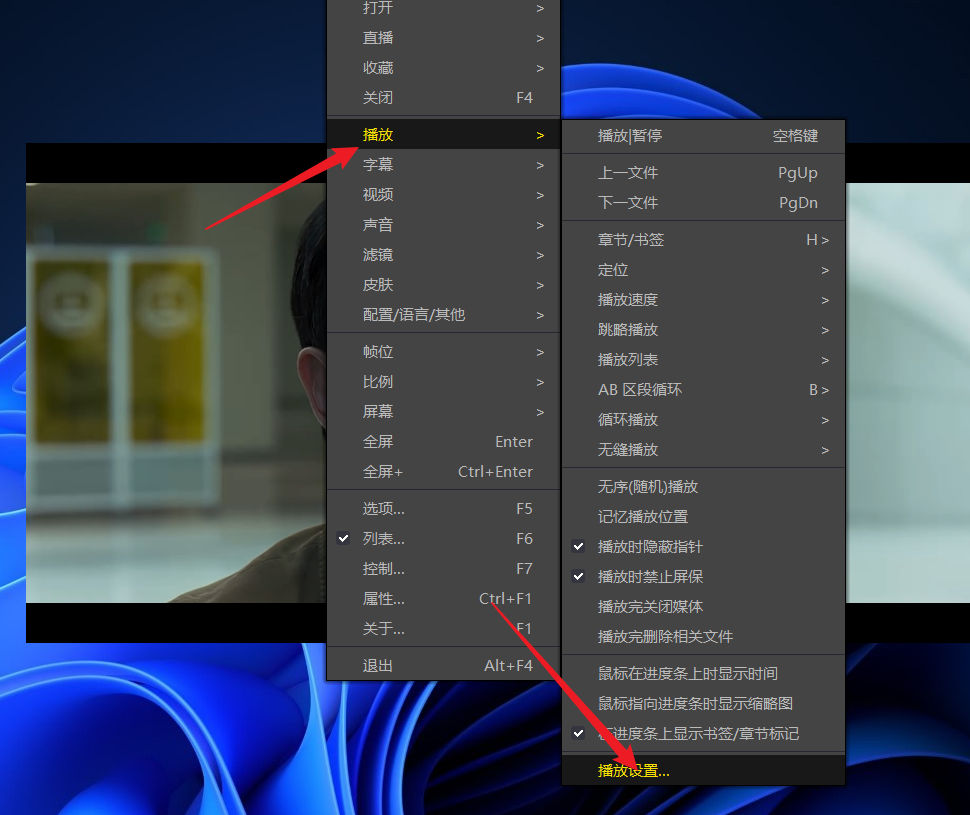 打开 >
直播 >
收藏 >
关闭 F4
播放 >
字幕 >
视频 >
声音 >
滤镜 >
皮肤 >
配置/语言/其他 >
帧位 >
比例 >
屏幕 >
全屏 Enter
全屏+ Ctrl+Enter
选项... F5
列表... F6
控制... F7
属性... Ctrl+F1
关于... F1
退出 Alt+F4
播放|暂停 空格键
上一文件 PgUp
下一文件 PgDn
章节/书签 H >
定位 >
播放速度 >
跳略播放 >
播放列表 >
AB 区段循环 B >
循环播放 >
无缝播放 >
无序(随机)播放
记忆播放位置
播放时隐蔽指针
播放时禁止屏保
播放完关闭媒体
播放完删除相关文件
鼠标在进度条上时显示时间
鼠标指向进度条时显示缩略图
在进度条上显示书签/章节标记
播放设置...